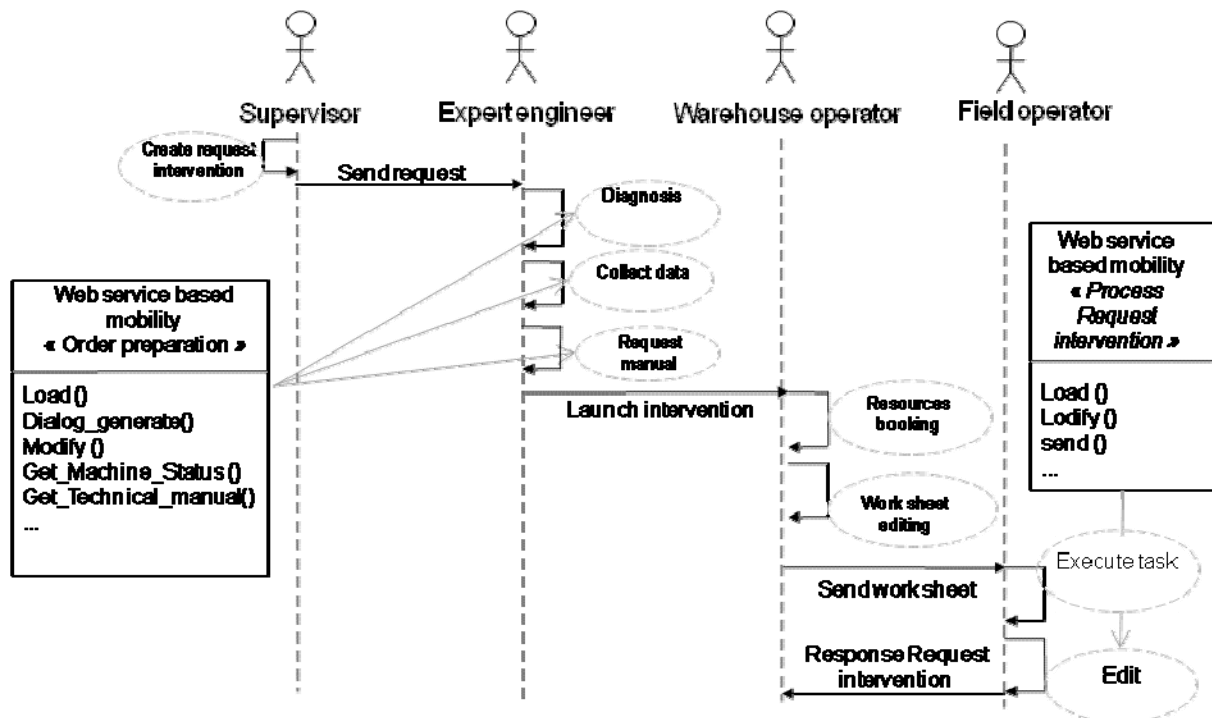 Supervisor
Expert engineer
Warehouse operator
Field operator
Create request
intervention
Send request
Diagnosis
Collect data
Request
manual
Web service based
mobility
« Order preparation »
Load ()
Dialog_generate()
Modify ()
Get_Machine_Status ()
Get_Technical_manual()
...
Launch intervention
Resources
booking
Work sheet
editing
Web service
based mobility
« Process
Request
intervention »
Load ()
Lodify ()
send ()
...
Execute task
Send work sheet
Response Request
intervention
Edit